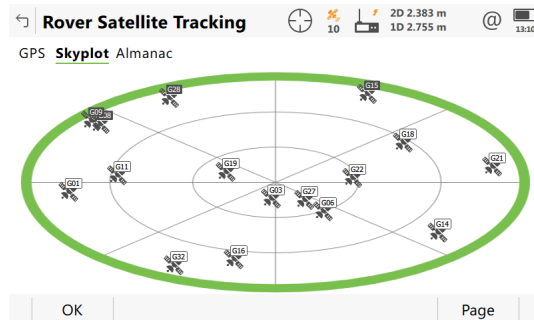 Rover Satellite Tracking
10
2D 2.383 m
1D 2.755 m
@
13:10
GPS Skyplot Almanac
G28
G15
G09
G08
G18
G21
G11
G19
G22
G01
G03
G27
G06
G14
G16
G32
OK
Page